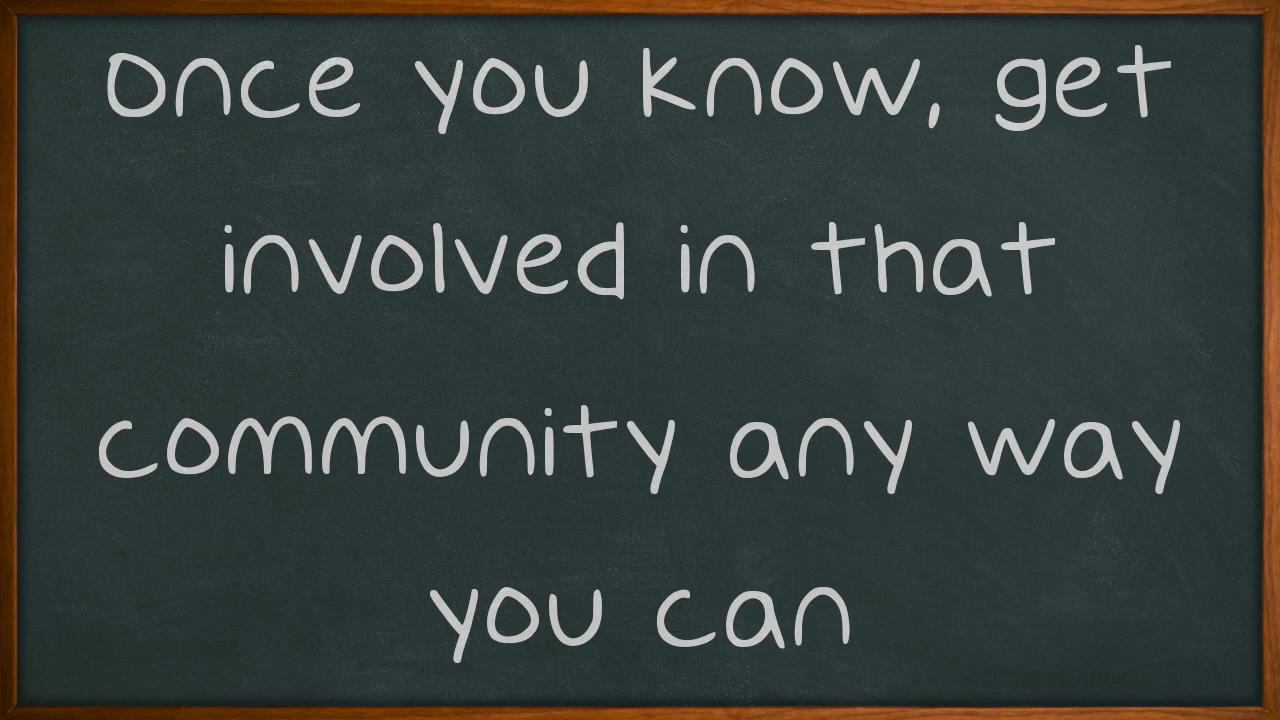 Once you know, get
involved in that
community any way
you can